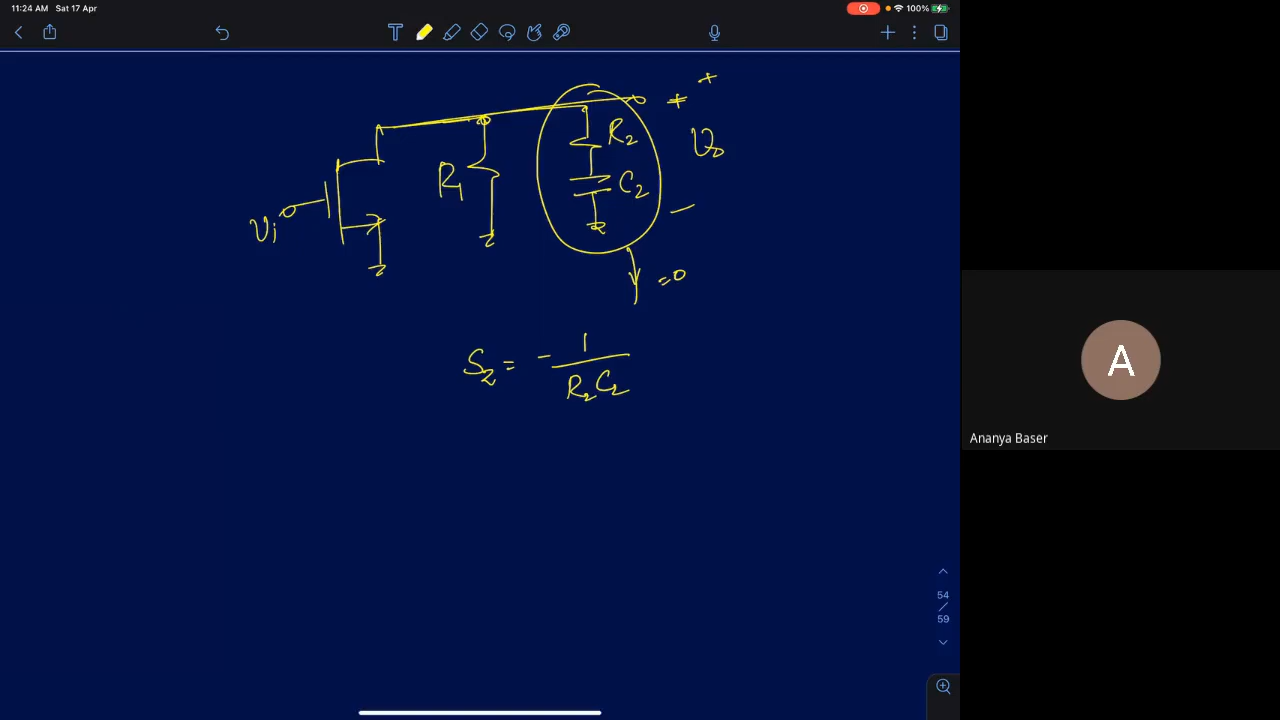 11:24 AM Sat 17 Apr
100%
+
R₂
R₁
C₂
V₀
Vᵢ
−
=0
S_z = - 1 / R₂C₂
A
Ananya Baser
54
/
59